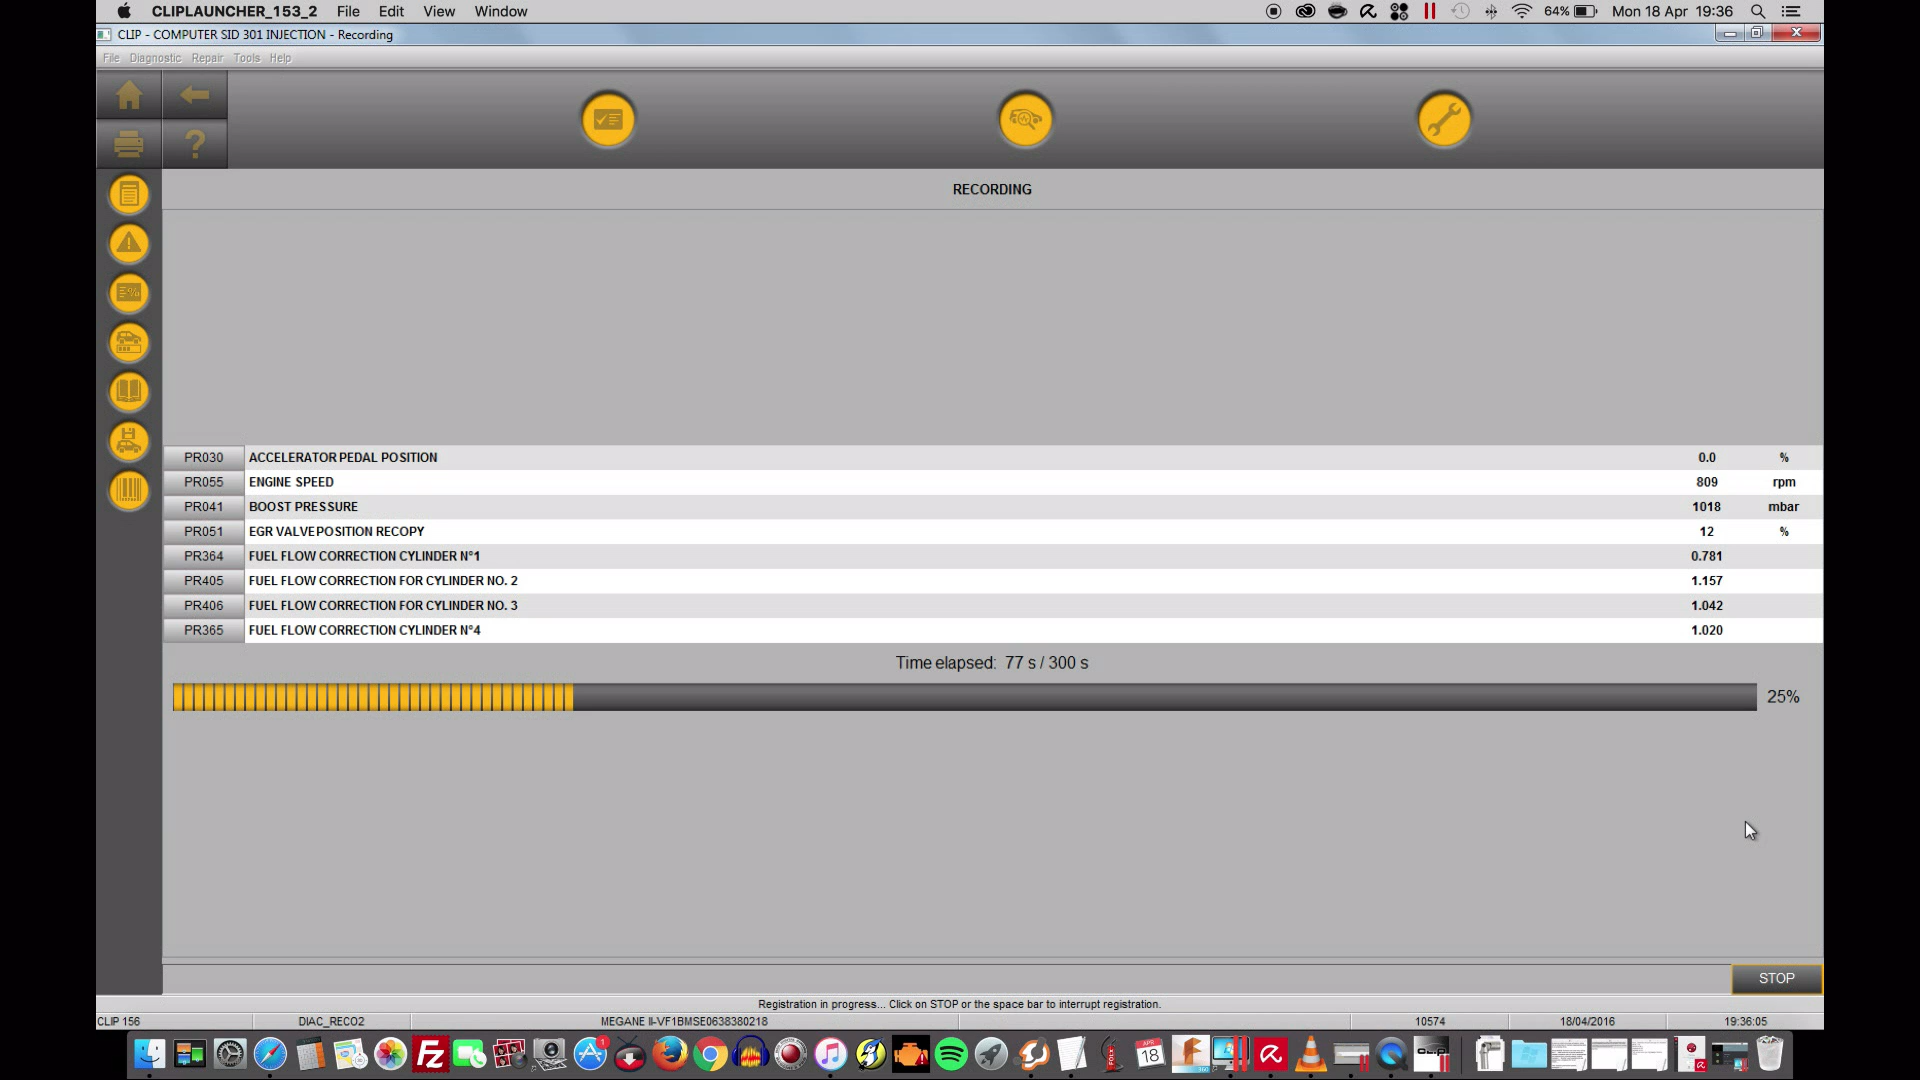 CLIPLAUNCHER_153_2 File Edit View Window 64% Mon 18 Apr 19:36
CLIP - COMPUTER SID 301 INJECTION - Recording
File Diagnostic Repair Tools Help
RECORDING
PR030 ACCELERATOR PEDAL POSITION 0.0 %
PR055 ENGINE SPEED 809 rpm
PR041 BOOST PRESSURE 1018 mbar
PR051 EGR VALVE POSITION RECOPY 12 %
PR364 FUEL FLOW CORRECTION CYLINDER N°1 0.781
PR405 FUEL FLOW CORRECTION FOR CYLINDER NO. 2 1.157
PR406 FUEL FLOW CORRECTION FOR CYLINDER NO. 3 1.042
PR365 FUEL FLOW CORRECTION CYLINDER N°4 1.020
Time elapsed: 77 s / 300 s
25%
STOP
Registration in progress... Click on STOP or the space bar to interrupt registration.
CLIP 156 DIAC_RECO2 MEGANE II-VF1BMSE0638380218 10574 18/04/2016 19:36:05
APR
18